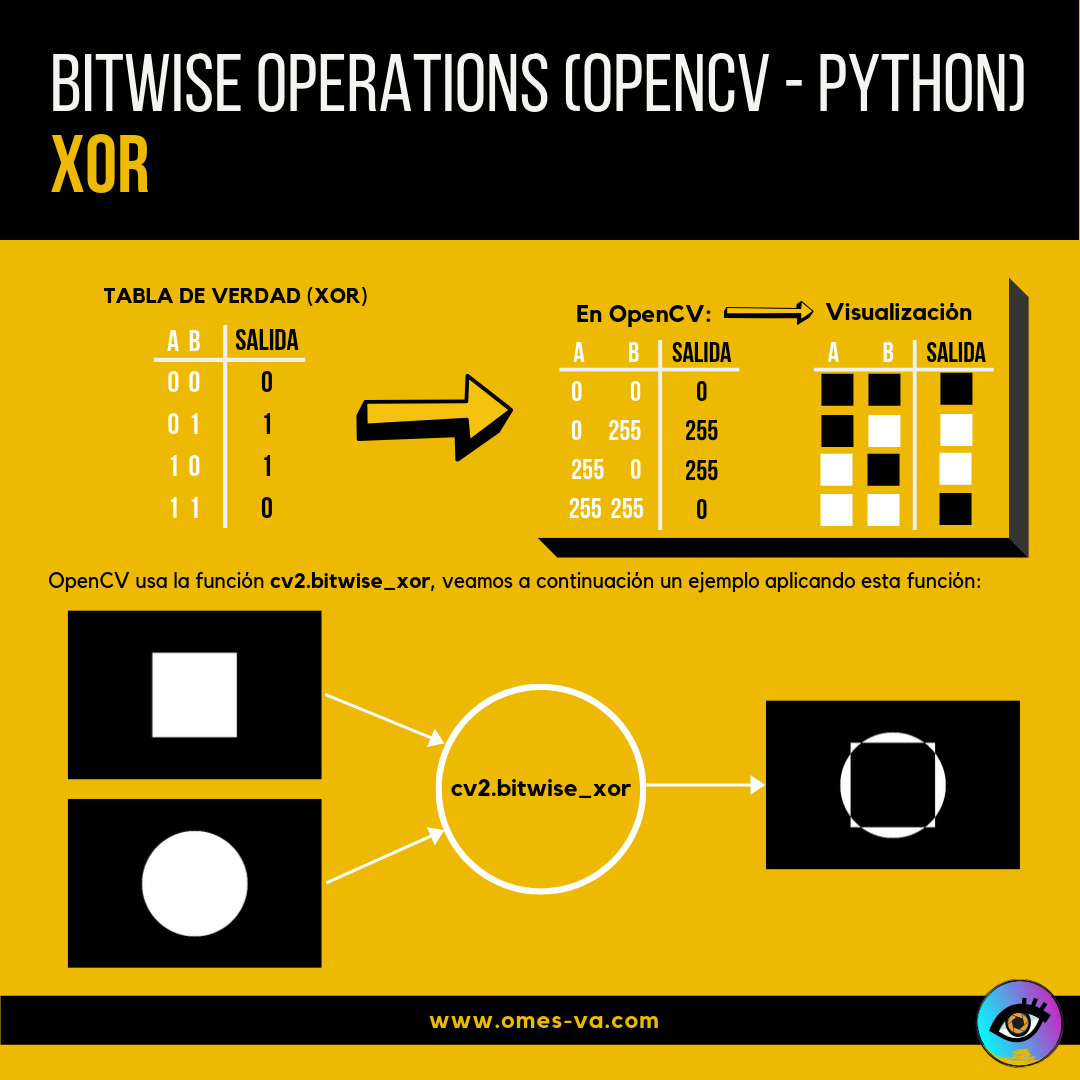 BITWISE OPERATIONS (OPENCV - PYTHON)
XOR
TABLA DE VERDAD (XOR)
A B SALIDA
0 0 0
0 1 1
1 0 1
1 1 0
En OpenCV:
A B SALIDA
0 0 0
0 255 255
255 0 255
255 255 0
Visualización
A B SALIDA
OpenCV usa la función cv2.bitwise_xor, veamos a continuación un ejemplo aplicando esta función:
cv2.bitwise_xor
www.omes-va.com